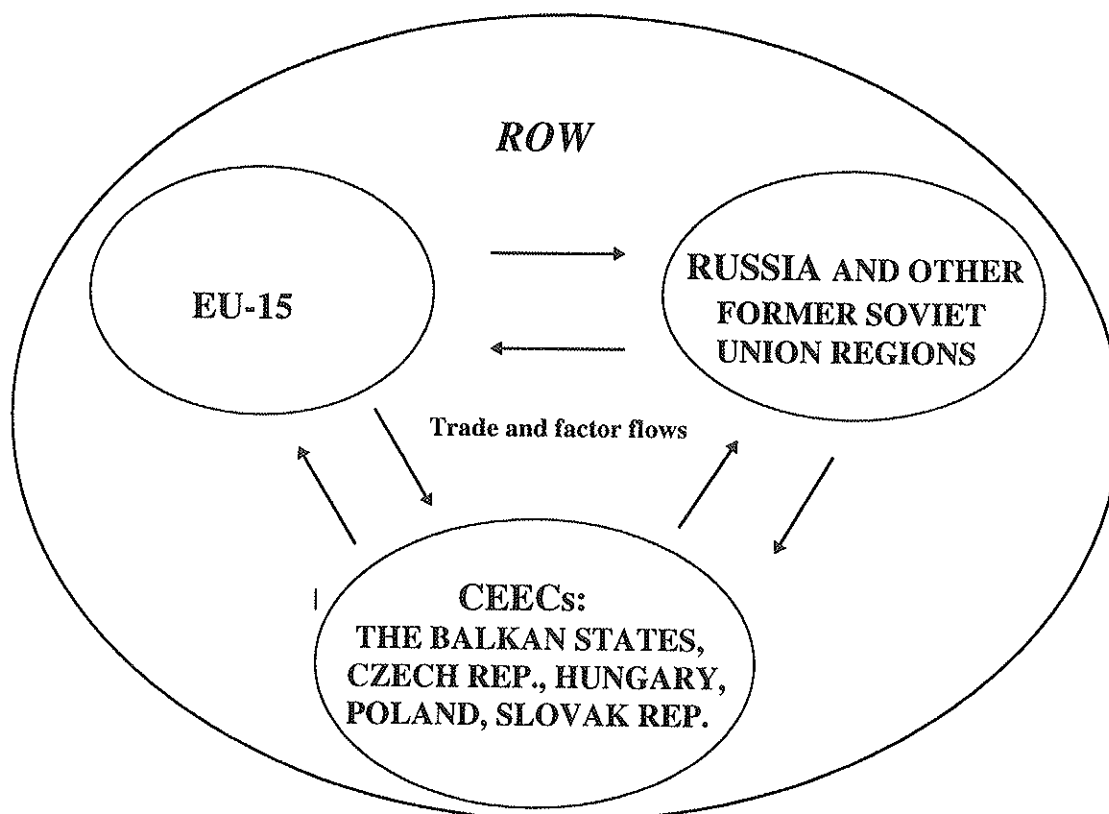 ROW
EU-15
RUSSIA AND OTHER
FORMER SOVIET
UNION REGIONS
Trade and factor flows
CEECs:
THE BALKAN STATES,
CZECH REP., HUNGARY,
POLAND, SLOVAK REP.